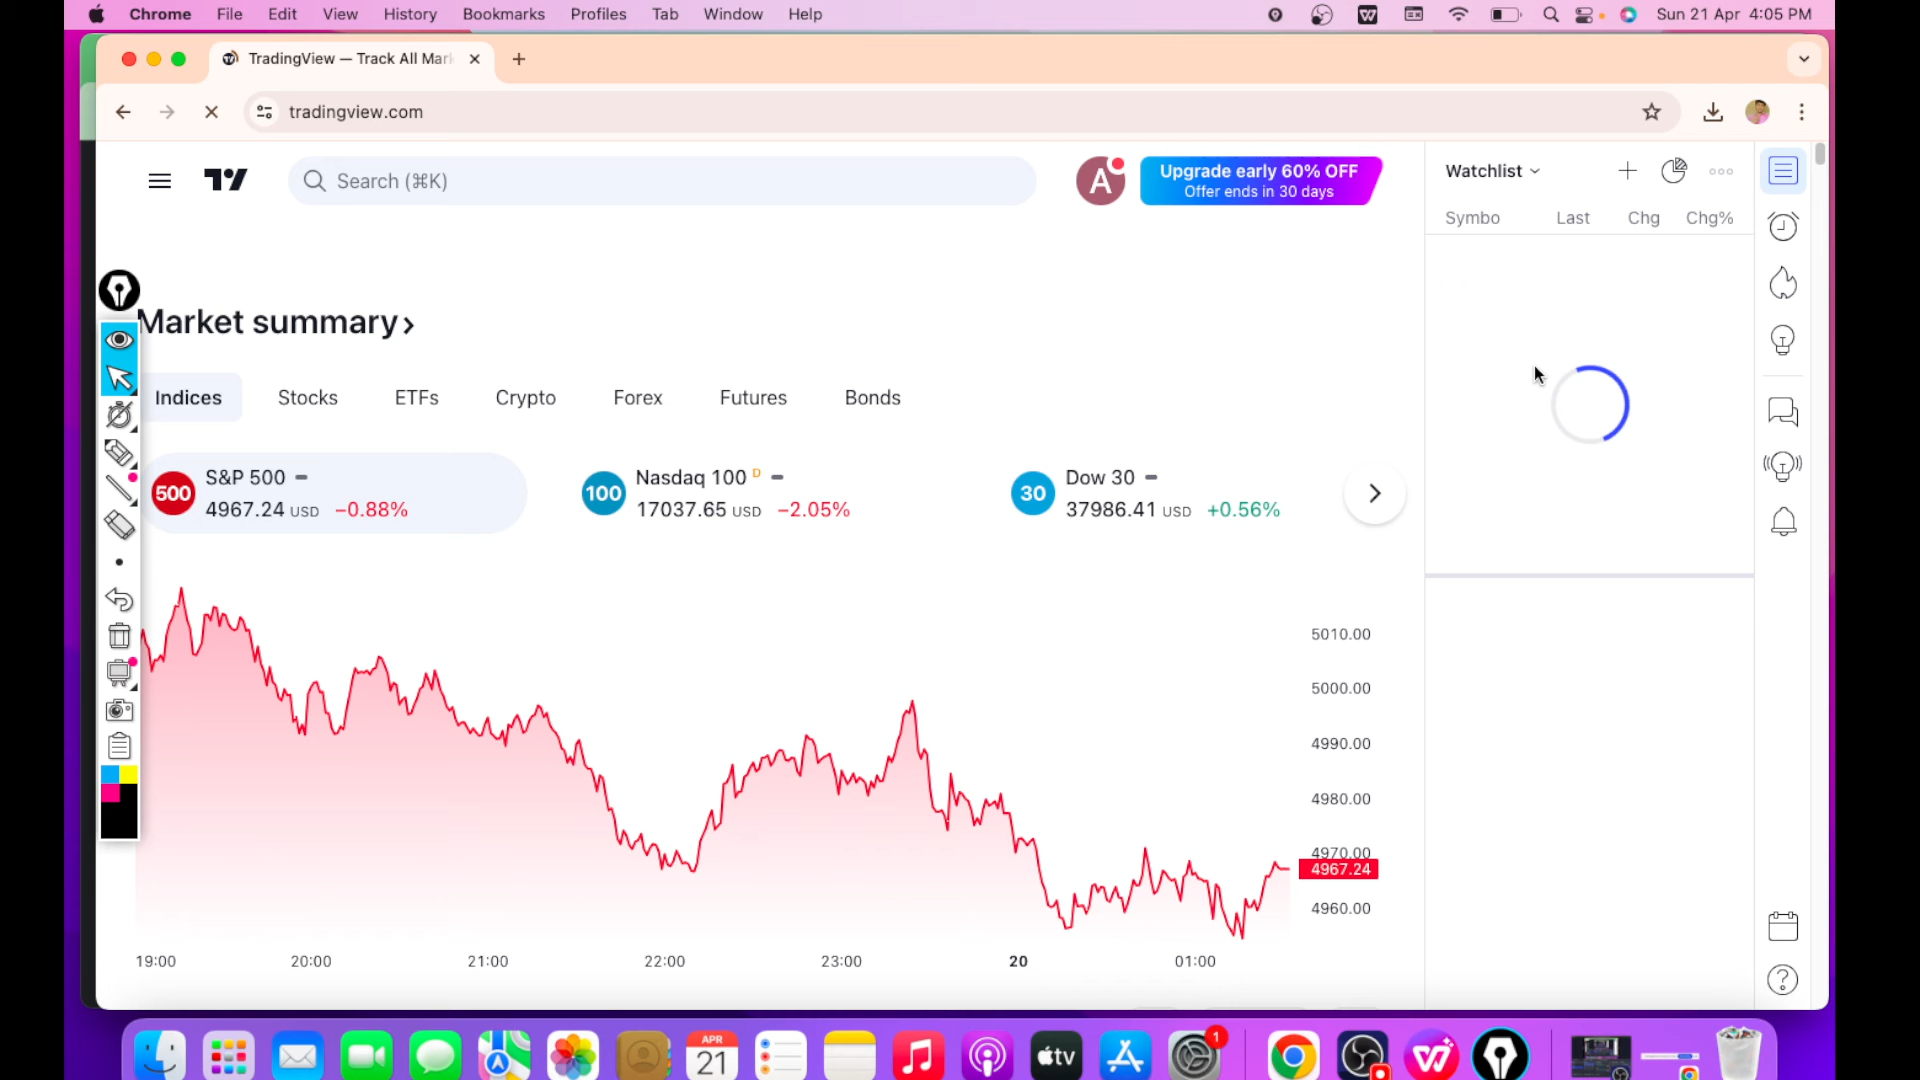 Chrome File Edit View History Bookmarks Profiles Tab Window Help Sun 21 Apr 4:05 PM
TradingView — Track All Mar
tradingview.com
Search (⌘K)
A
Upgrade early 60% OFF
Offer ends in 30 days
Watchlist
Symbo Last Chg Chg%
Market summary
Indices Stocks ETFs Crypto Forex Futures Bonds
500 S&P 500
4967.24 USD −0.88%
100 Nasdaq 100 D
17037.65 USD −2.05%
30 Dow 30
37986.41 USD +0.56%
5010.00
5000.00
4990.00
4980.00
4970.00
4967.24
4960.00
19:00 20:00 21:00 22:00 23:00 20 01:00
APR
21
tv
1